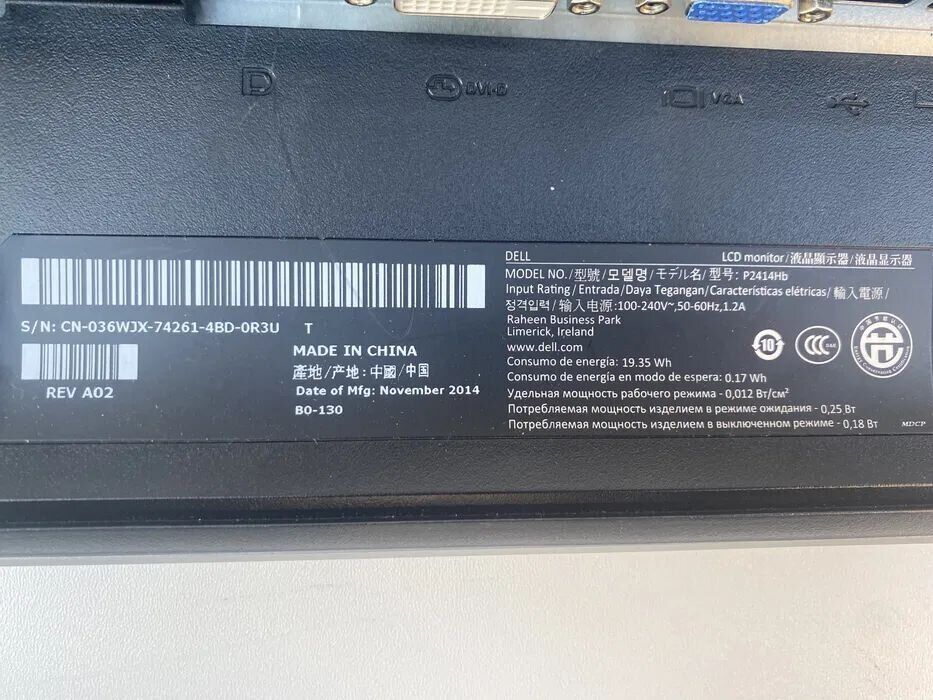 DVI-D
VGA
S/N: CN-036WJX-74261-4BD-0R3U T
REV A02
MADE IN CHINA
產地/产地:中國/中国
Date of Mfg: November 2014
B0-130
DELL LCD monitor/液晶顯示器/液晶显示器
MODEL NO./型號/모델명/モデル名/型号: P2414Hb
Input Rating/Entrada/Daya Tegangan/Características elétricas/輸入電源/
정격입력/输入电源:100-240V~,50-60Hz,1.2A
Raheen Business Park
Limerick, Ireland
www.dell.com
Consumo de energía: 19.35 Wh
Consumo de energía en modo de espera: 0.17 Wh
Удельная мощность рабочего режима - 0,012 Вт/см²
Потребляемая мощность изделием в режиме ожидания - 0,25 Вт
Потребляемая мощность изделием в выключенном режиме - 0,18 Вт
10
CCC
S&E
MDCP